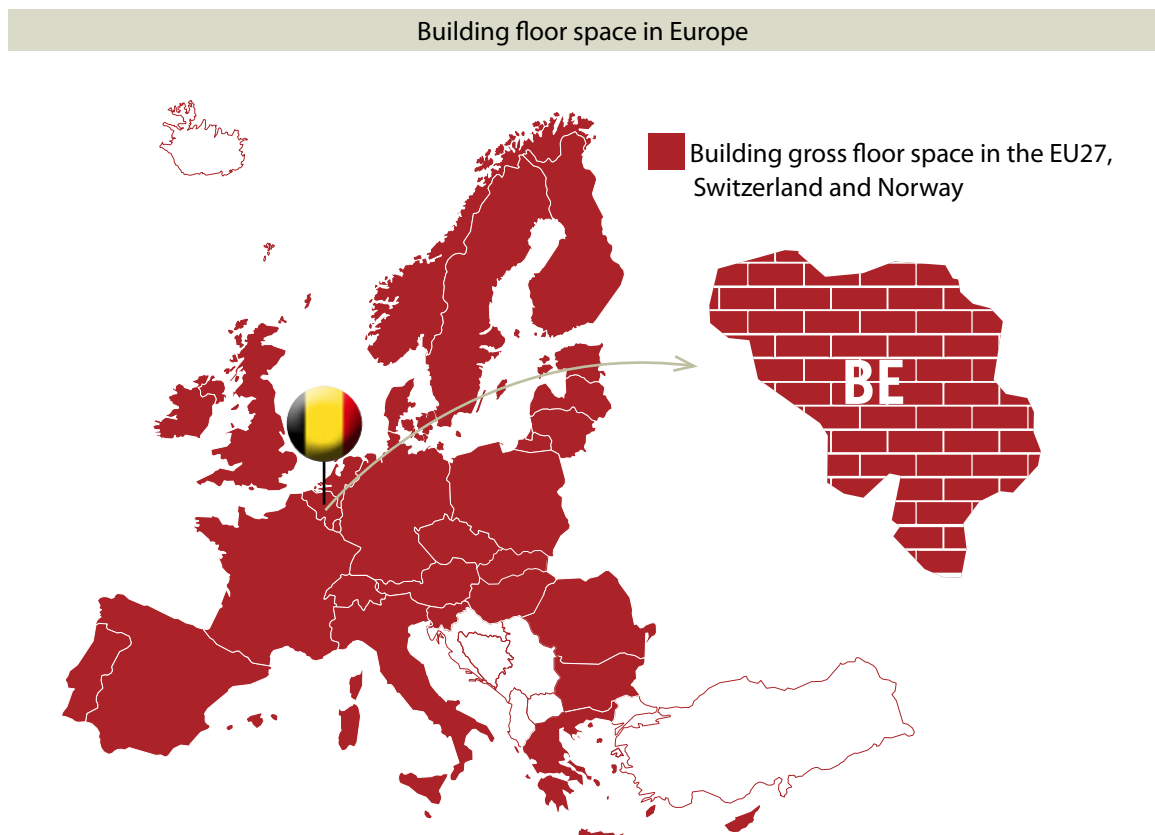 Building floor space in Europe
Building gross floor space in the EU27,
Switzerland and Norway
BE